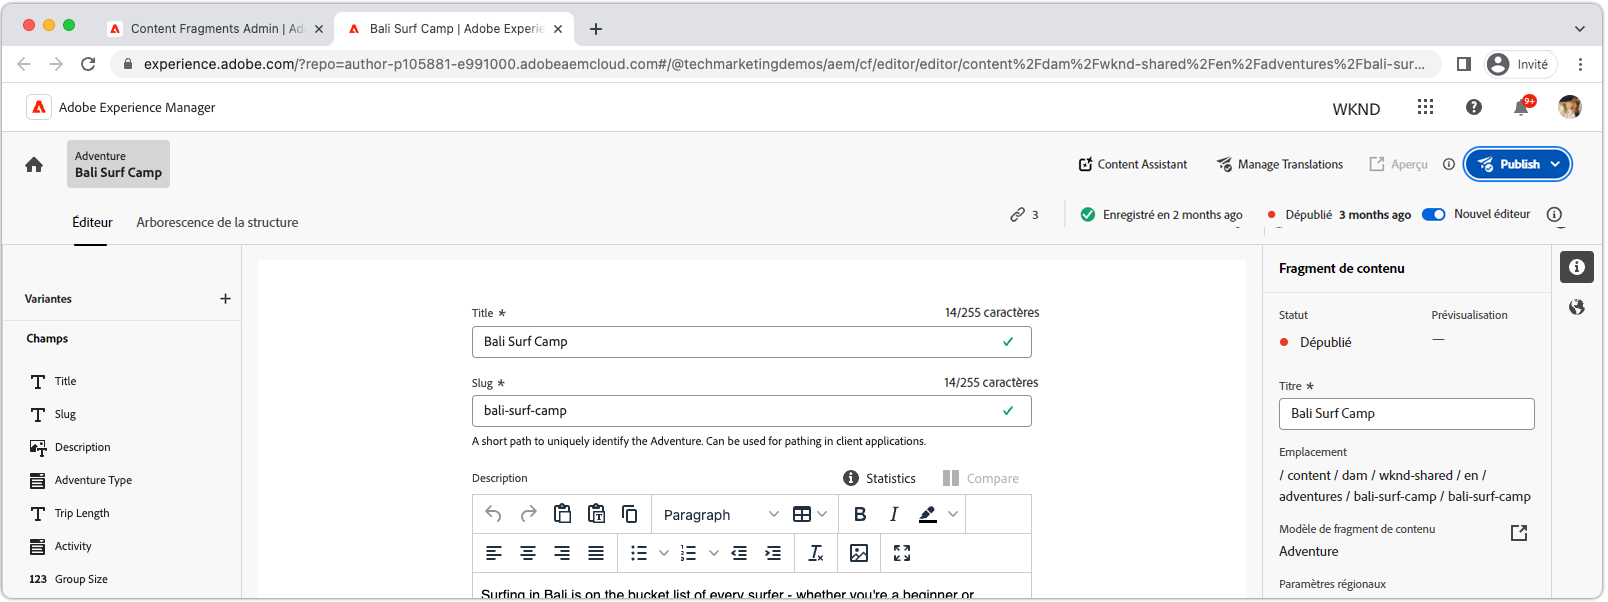 Content Fragments Admin | Ad
Bali Surf Camp | Adobe Experie
experience.adobe.com/?repo=author-p105881-e991000.adobeaemcloud.com#/@techmarketingdemos/aem/cf/editor/editor/content%2Fdam%2Fwknd-shared%2Fen%2Fadventures%2Fbali-sur...
Invité
Adobe Experience Manager
WKND
9+
Adventure
Bali Surf Camp
Content Assistant
Manage Translations
Aperçu
Publish
Éditeur
Arborescence de la structure
3
Enregistré en 2 months ago
Dépublié 3 months ago
Nouvel éditeur
Variantes
Champs
Title
Slug
Description
Adventure Type
Trip Length
Activity
123 Group Size
Title *
14/255 caractères
Bali Surf Camp
Slug *
14/255 caractères
bali-surf-camp
A short path to uniquely identify the Adventure. Can be used for pathing in client applications.
Description
Statistics
Compare
Paragraph
B
I
Surfing in Bali is on the bucket list of every surfer - whether you're a beginner or
Fragment de contenu
Statut
Prévisualisation
Dépublié
—
Titre *
Bali Surf Camp
Emplacement
/ content / dam / wknd-shared / en /
adventures / bali-surf-camp / bali-surf-camp
Modèle de fragment de contenu
Adventure
Paramètres régionaux